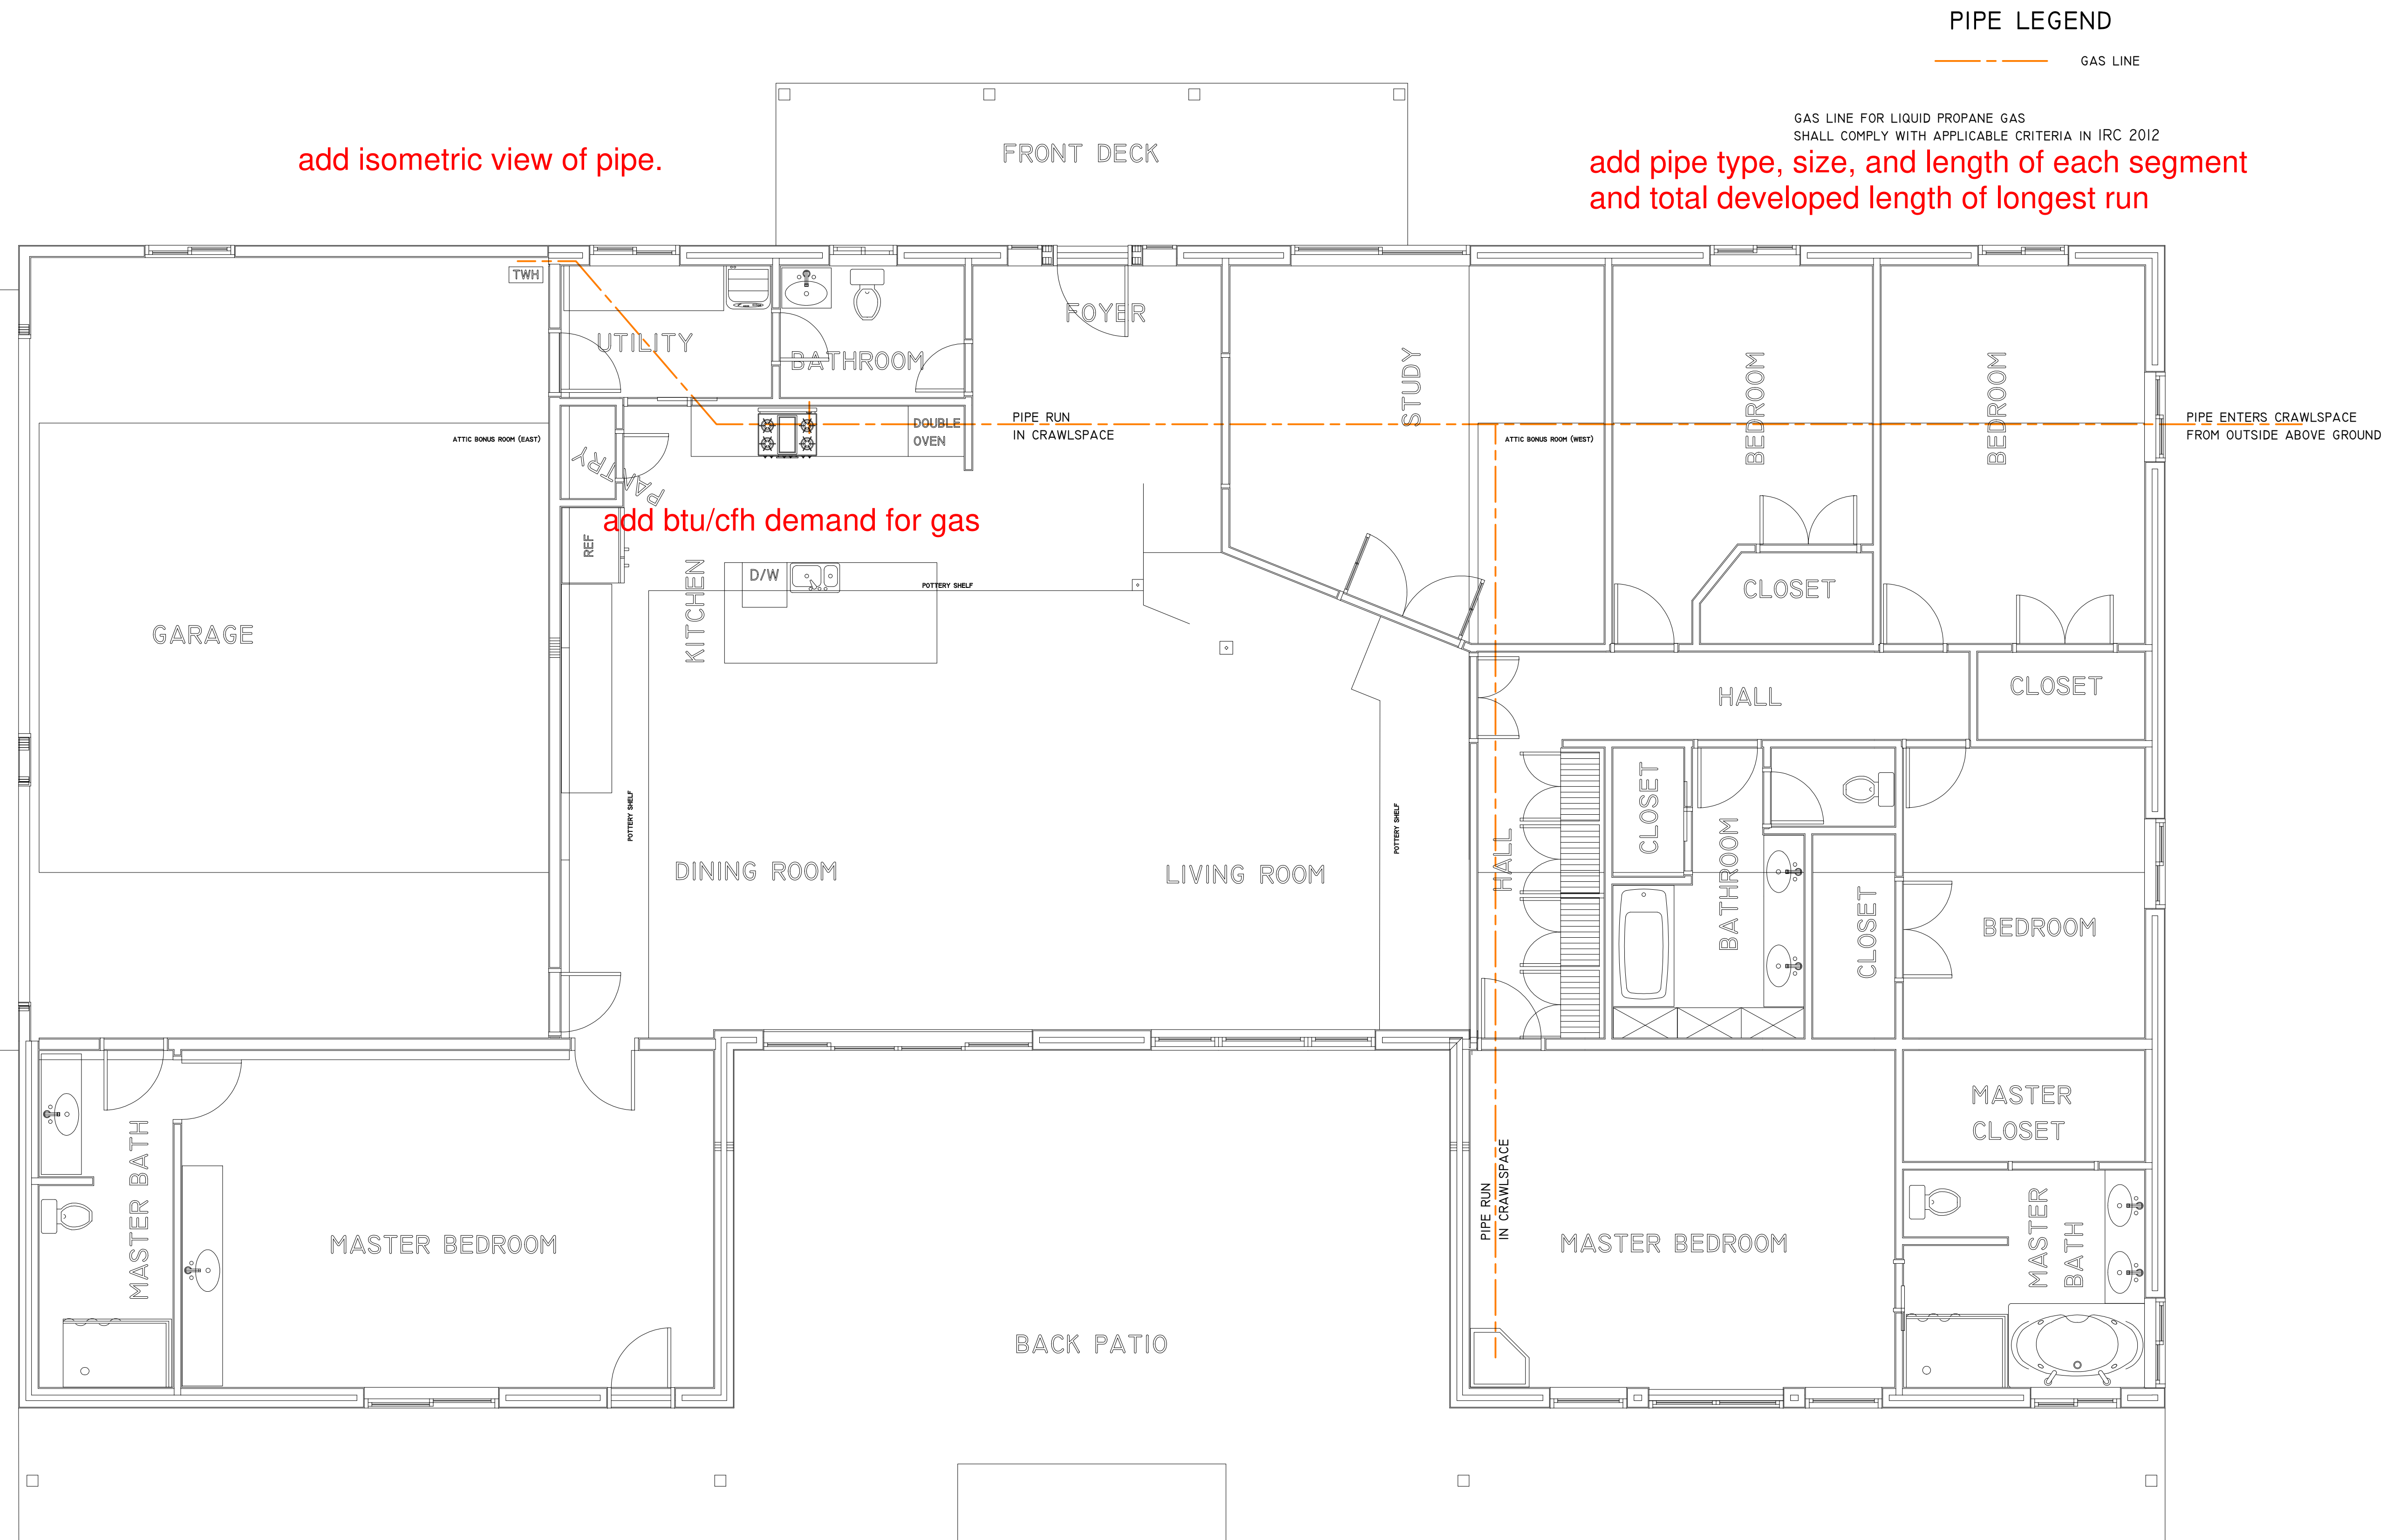 PIPE LEGEND
GAS LINE
GAS LINE FOR LIQUID PROPANE GAS
SHALL COMPLY WITH APPLICABLE CRITERIA IN IRC 2012
add isometric view of pipe.
FRONT DECK
add pipe type, size, and length of each segment
and total developed length of longest run
TWH
UTILITY
BATHROOM
FOYER
STUDY
BEDROOM
BEDROOM
PIPE RUN
IN CRAWLSPACE
DOUBLE
OVEN
PIPE ENTERS CRAWLSPACE
FROM OUTSIDE ABOVE GROUND
ATTIC BONUS ROOM (EAST)
ATTIC BONUS ROOM (WEST)
PANTRY
add btu/cfh demand for gas
REF
KITCHEN
D/W
POTTERY SHELF
CLOSET
GARAGE
HALL
CLOSET
POTTERY SHELF
POTTERY SHELF
DINING ROOM
LIVING ROOM
HALL
CLOSET
BATHROOM
CLOSET
BEDROOM
MASTER
CLOSET
MASTER BATH
MASTER BEDROOM
PIPE RUN
IN CRAWLSPACE
MASTER BEDROOM
MASTER
BATH
BACK PATIO